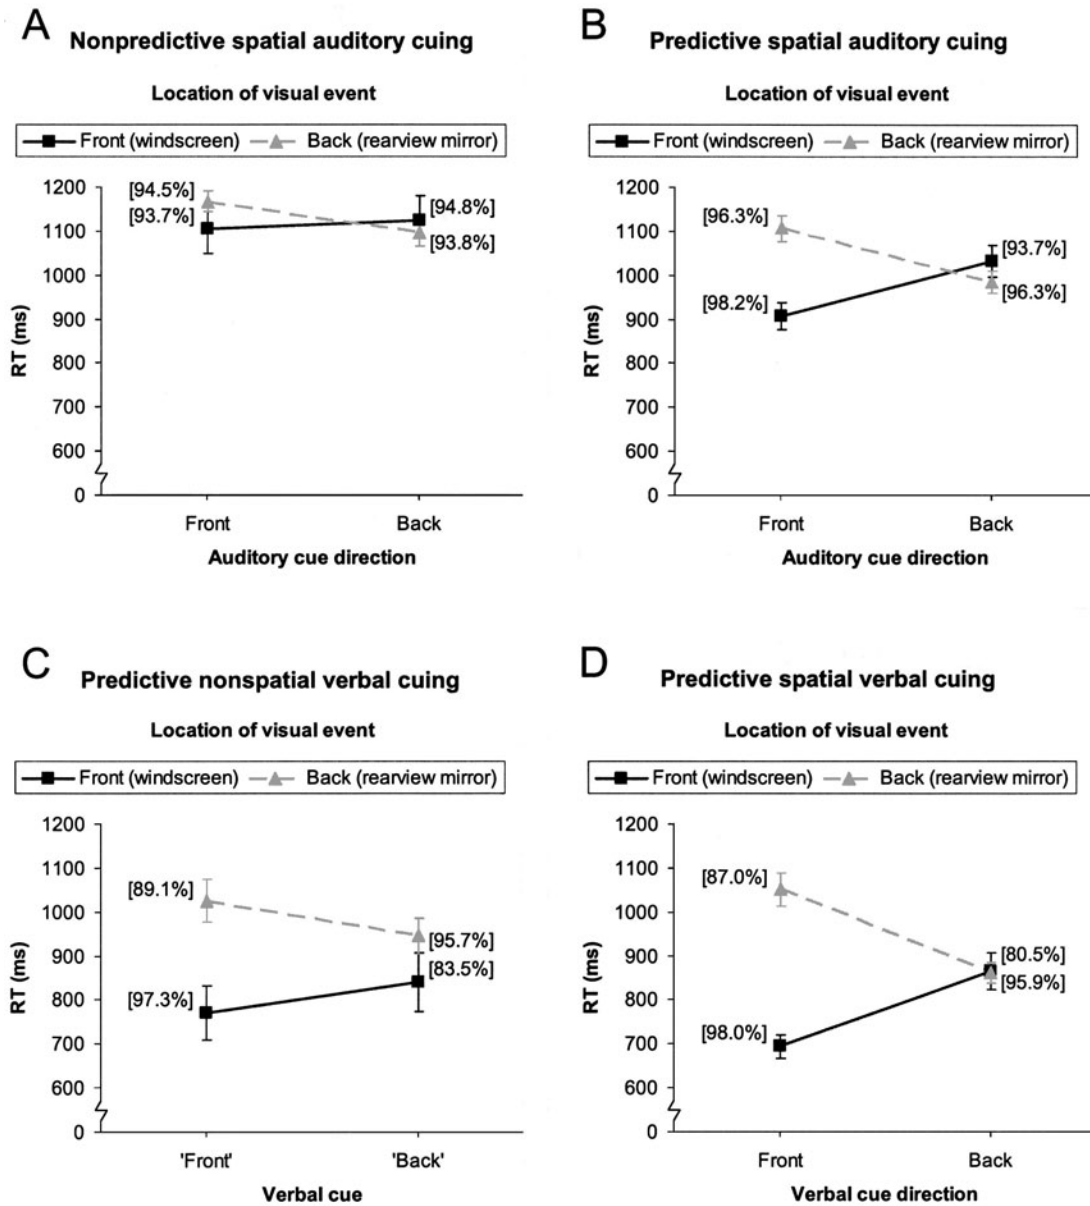 A Nonpredictive spatial auditory cuing
Location of visual event
Front (windscreen) Back (rearview mirror)
1200
1100
1000
900
800
700
600
0
RT (ms)
[94.5%]
[93.7%]
[94.8%]
[93.8%]
Front Back
Auditory cue direction
B Predictive spatial auditory cuing
Location of visual event
Front (windscreen) Back (rearview mirror)
1200
1100
1000
900
800
700
600
0
RT (ms)
[96.3%]
[98.2%]
[93.7%]
[96.3%]
Front Back
Auditory cue direction
C Predictive nonspatial verbal cuing
Location of visual event
Front (windscreen) Back (rearview mirror)
1200
1100
1000
900
800
700
600
0
RT (ms)
[89.1%]
[97.3%]
[95.7%]
[83.5%]
'Front' 'Back'
Verbal cue
D Predictive spatial verbal cuing
Location of visual event
Front (windscreen) Back (rearview mirror)
1200
1100
1000
900
800
700
600
0
RT (ms)
[87.0%]
[98.0%]
[80.5%]
[95.9%]
Front Back
Verbal cue direction